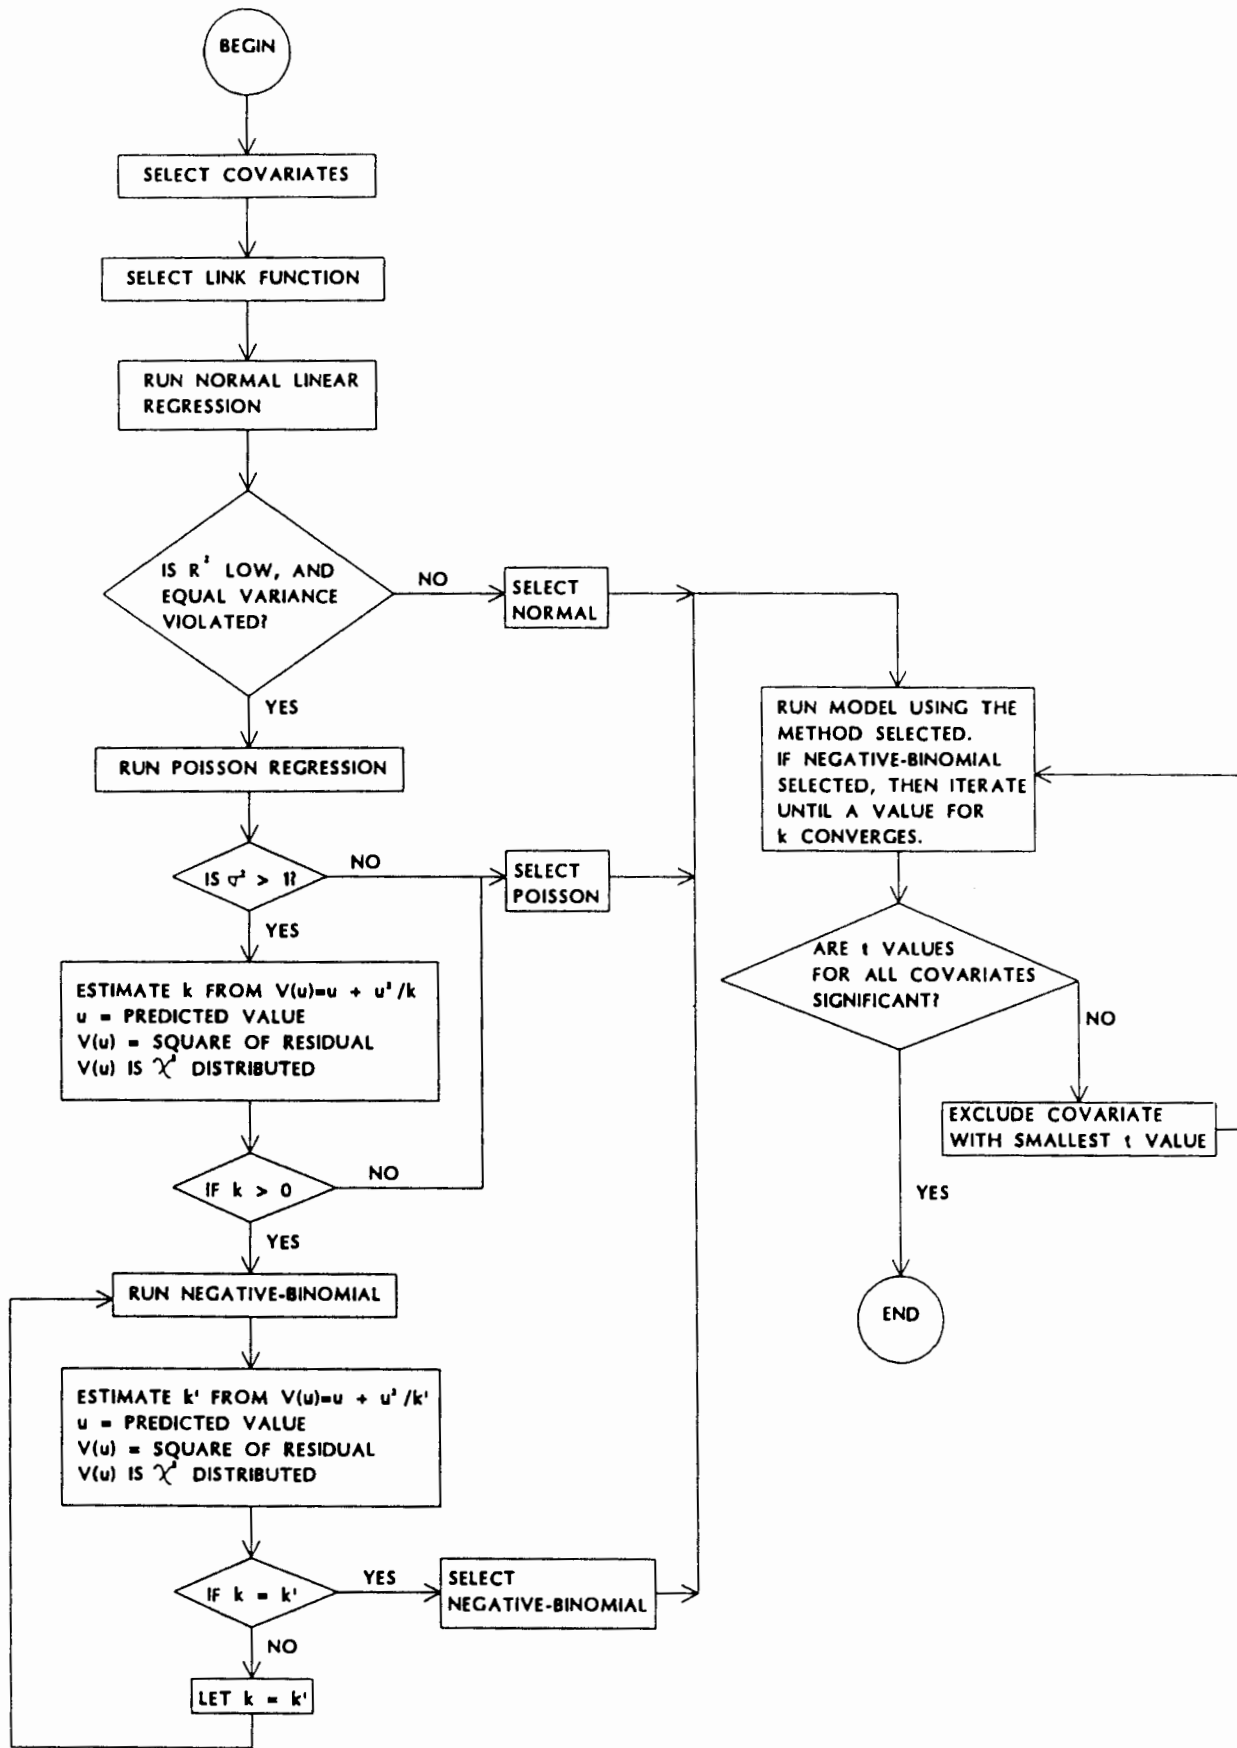 BEGIN
SELECT COVARIATES
SELECT LINK FUNCTION
RUN NORMAL LINEAR
REGRESSION
IS R² LOW, AND
EQUAL VARIANCE
VIOLATED?
NO
SELECT
NORMAL
YES
RUN POISSON REGRESSION
IS σ² > 1?
NO
SELECT
POISSON
YES
ESTIMATE k FROM V(u)=u + u²/k
u = PREDICTED VALUE
V(u) = SQUARE OF RESIDUAL
V(u) IS χ² DISTRIBUTED
IF k > 0
NO
YES
RUN NEGATIVE-BINOMIAL
ESTIMATE k' FROM V(u)=u + u²/k'
u = PREDICTED VALUE
V(u) = SQUARE OF RESIDUAL
V(u) IS χ² DISTRIBUTED
IF k = k'
YES
SELECT
NEGATIVE-BINOMIAL
NO
LET k = k'
RUN MODEL USING THE
METHOD SELECTED.
IF NEGATIVE-BINOMIAL
SELECTED, THEN ITERATE
UNTIL A VALUE FOR
k CONVERGES.
ARE t VALUES
FOR ALL COVARIATES
SIGNIFICANT?
NO
EXCLUDE COVARIATE
WITH SMALLEST t VALUE
YES
END